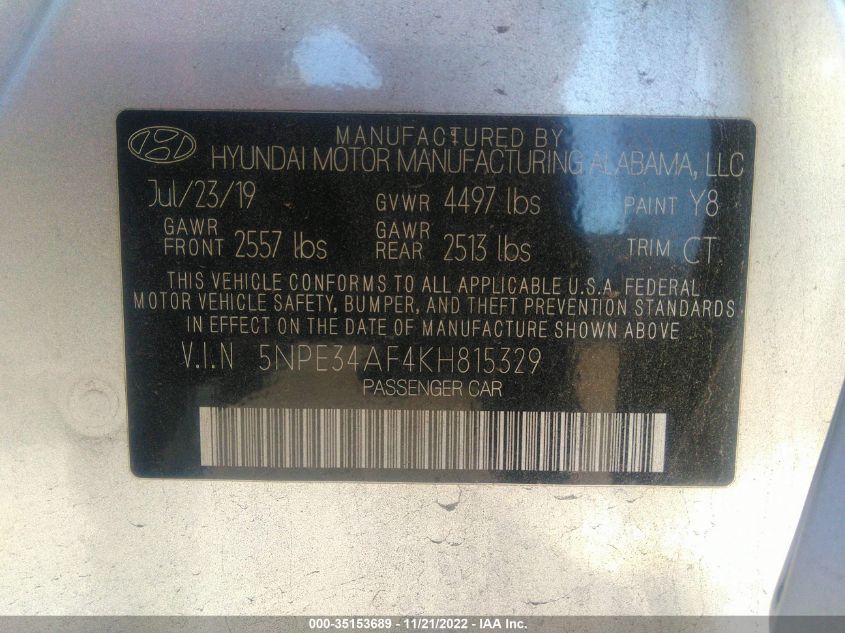 MANUFACTURED BY
HYUNDAI MOTOR MANUFACTURING ALABAMA, LLC
Jul/23/19 GVWR 4497 lbs PAINT Y8
GAWR FRONT 2557 lbs GAWR REAR 2513 lbs TRIM CT
THIS VEHICLE CONFORMS TO ALL APPLICABLE U.S.A. FEDERAL
MOTOR VEHICLE SAFETY, BUMPER, AND THEFT PREVENTION STANDARDS
IN EFFECT ON THE DATE OF MANUFACTURE SHOWN ABOVE
V.I.N 5NPE34AF4KH815329
PASSENGER CAR
000-35153689 - 11/21/2022 - IAA Inc.